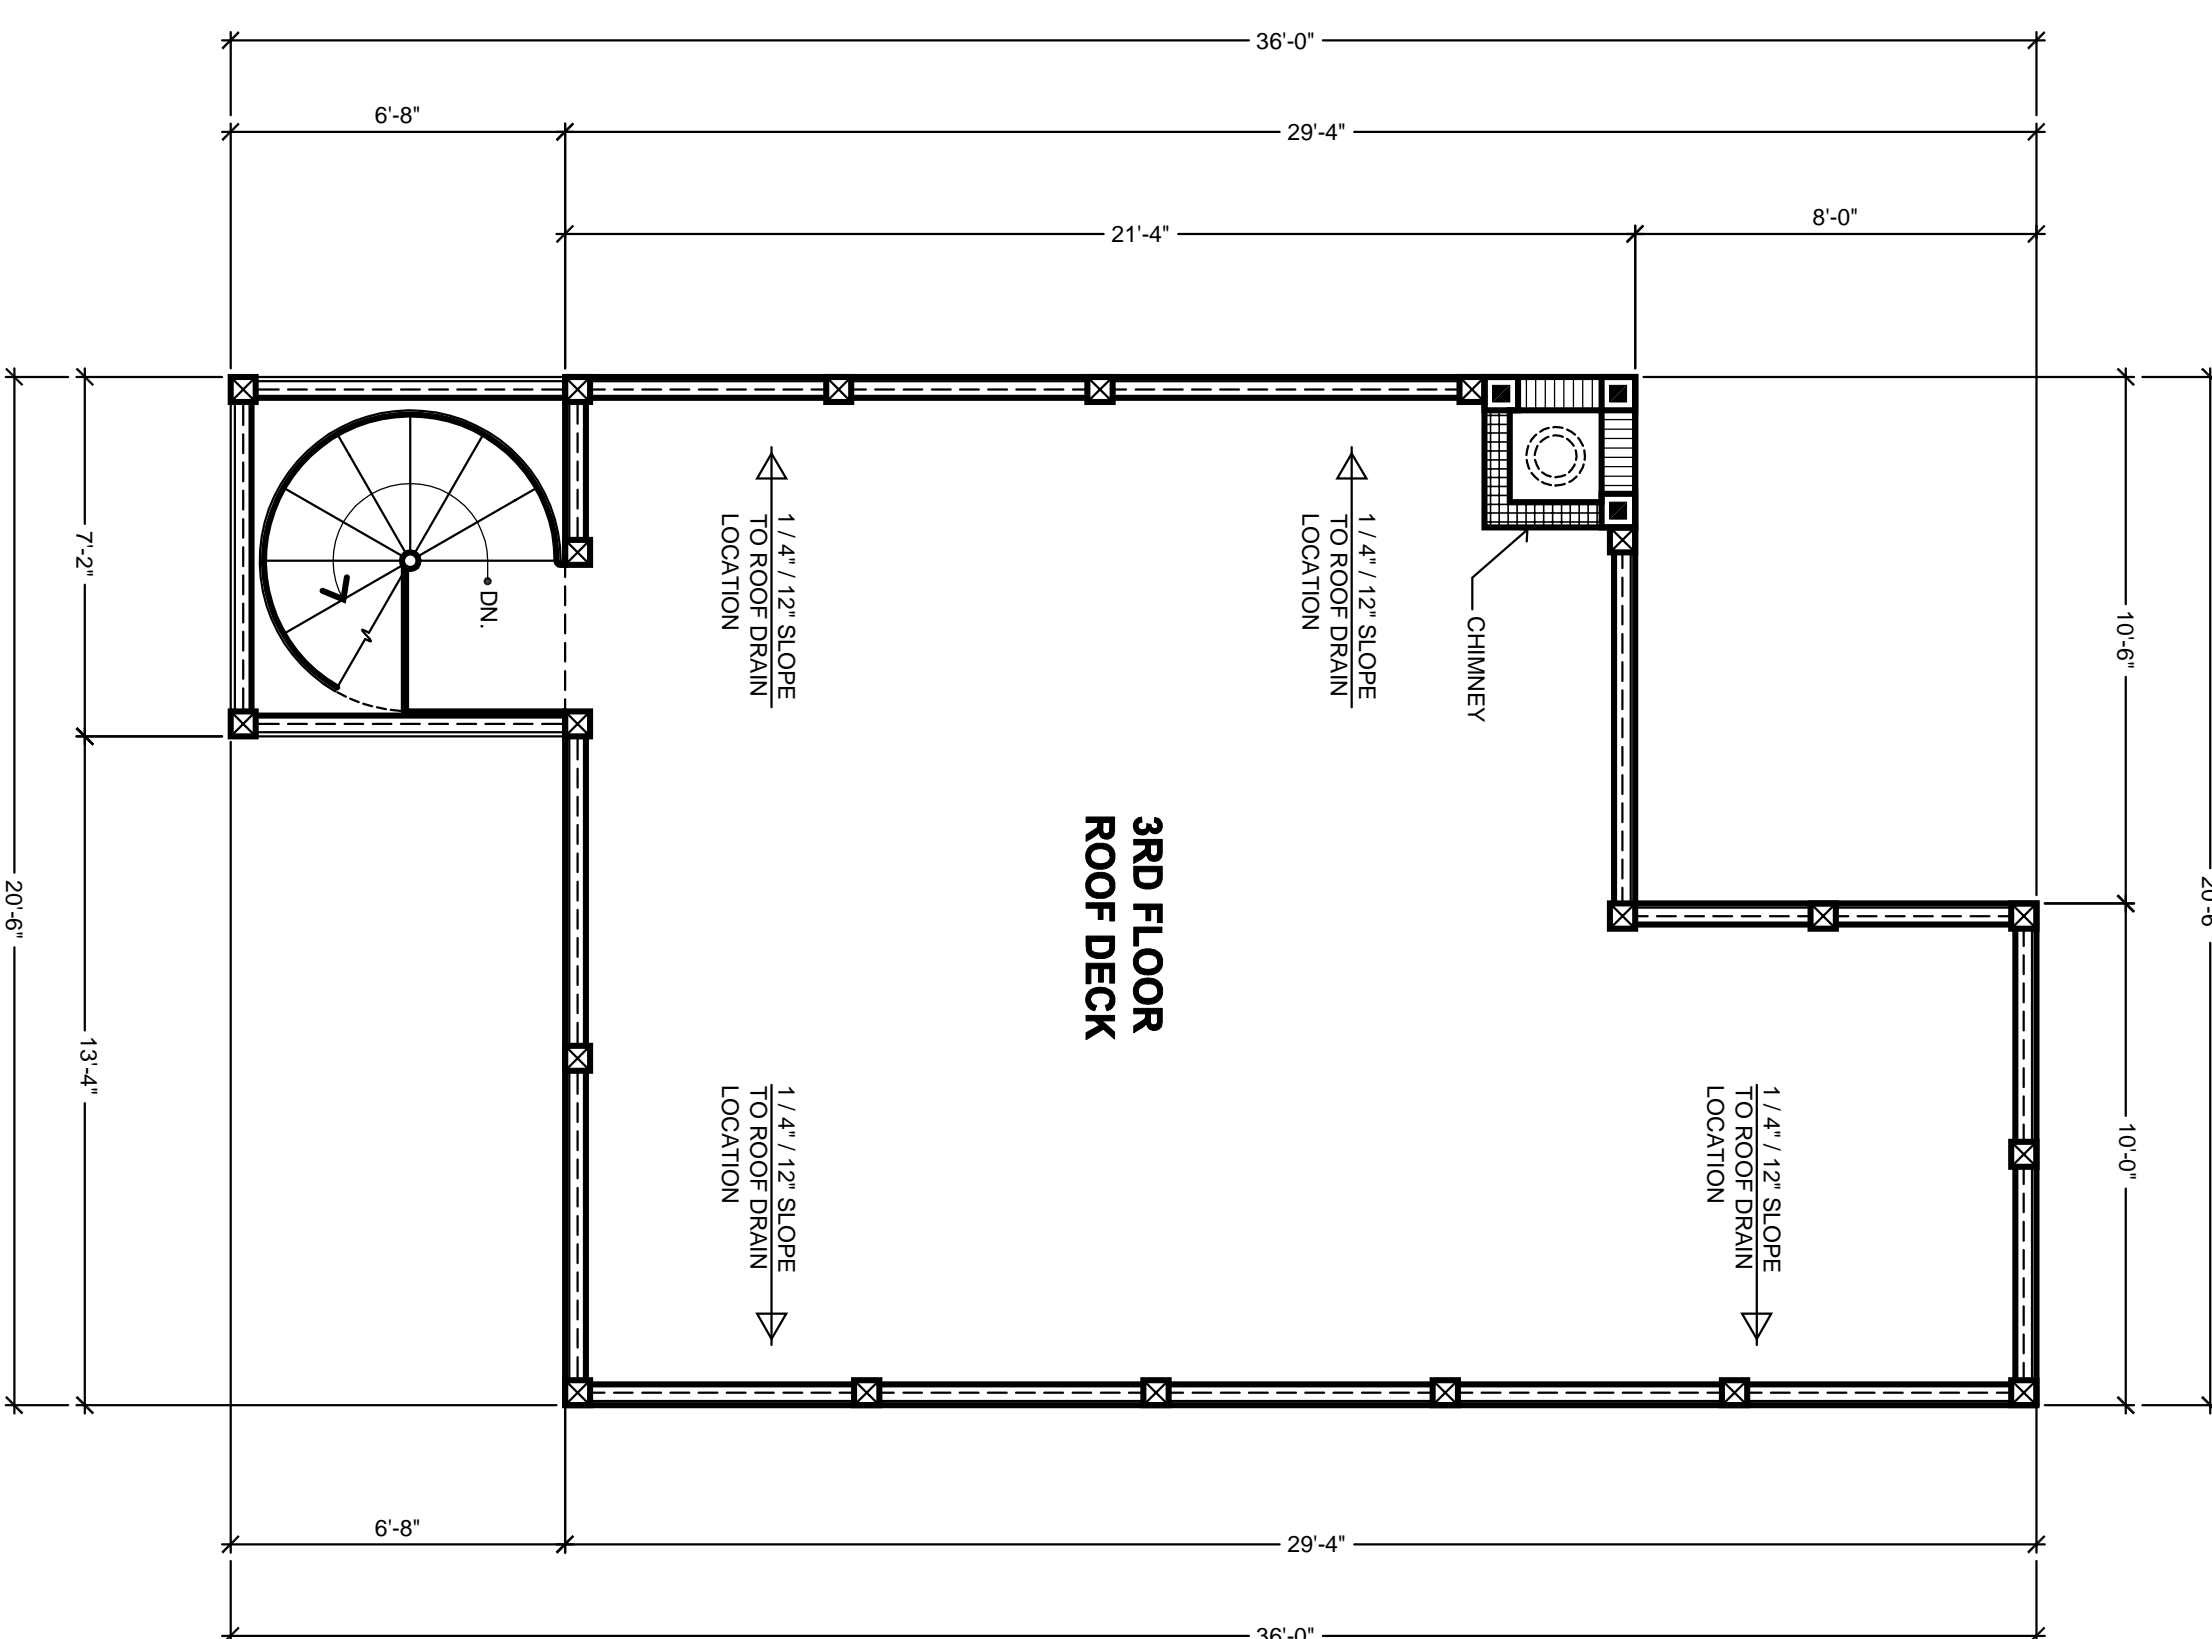 36'-0"
6'-8"
29'-4"
21'-4"
8'-0"
7'-2"
13'-4"
20'-6"
10'-6"
10'-0"
20'-6
DN.
1 / 4" / 12" SLOPE
TO ROOF DRAIN
LOCATION
1 / 4" / 12" SLOPE
TO ROOF DRAIN
LOCATION
CHIMNEY
3RD FLOOR
ROOF DECK
1 / 4" / 12" SLOPE
TO ROOF DRAIN
LOCATION
1 / 4" / 12" SLOPE
TO ROOF DRAIN
LOCATION
6'-8"
29'-4"
36'-0"